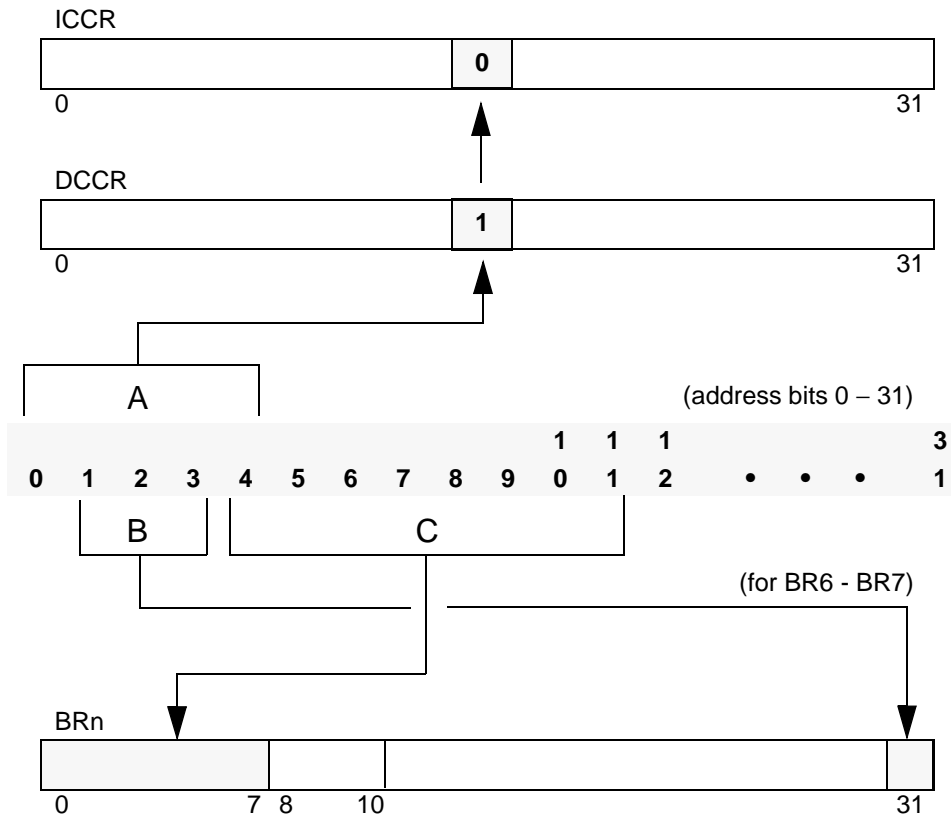 ICCR
0
0 31
DCCR
1
0 31
A
(address bits 0 – 31)
1 1 1 3
0 1 2 3 4 5 6 7 8 9 0 1 2 • • • 1
B C
(for BR6 - BR7)
BRn
0 7 8 10 31